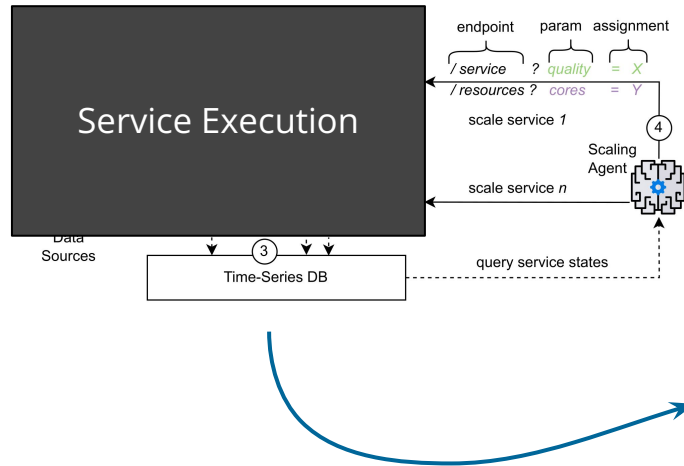 endpoint param assignment
/ service ? quality = X
/ resources ? cores = Y
Service Execution
scale service 1
4
Scaling
Agent
scale service n
Data
Sources
3
Time-Series DB
query service states